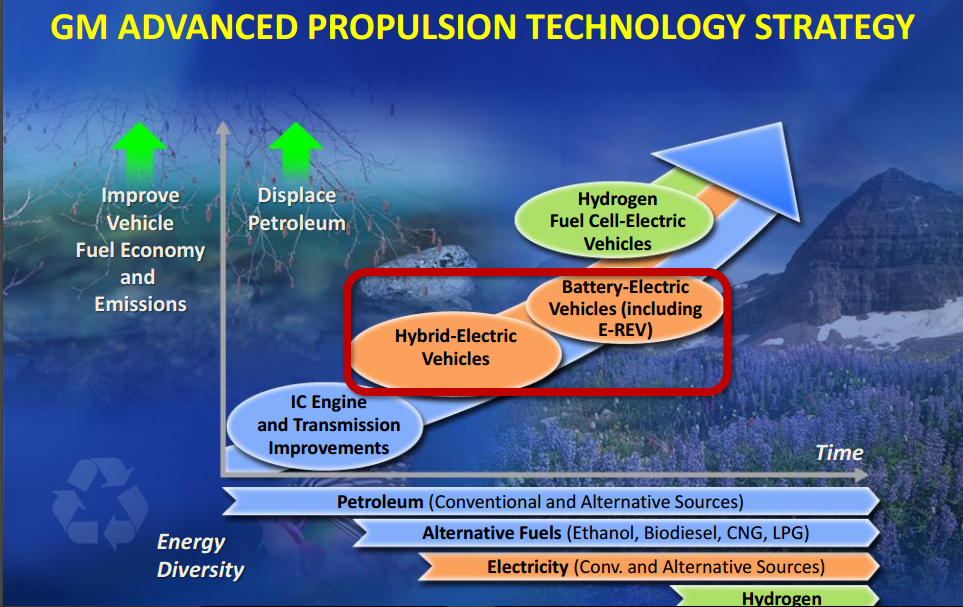 GM ADVANCED PROPULSION TECHNOLOGY STRATEGY
Improve
Vehicle
Fuel Economy
and
Emissions
Displace
Petroleum
Hydrogen
Fuel Cell-Electric
Vehicles
Battery-Electric
Vehicles (including
E-REV)
Hybrid-Electric
Vehicles
IC Engine
and Transmission
Improvements
Time
Petroleum (Conventional and Alternative Sources)
Alternative Fuels (Ethanol, Biodiesel, CNG, LPG)
Energy
Diversity
Electricity (Conv. and Alternative Sources)
Hydrogen